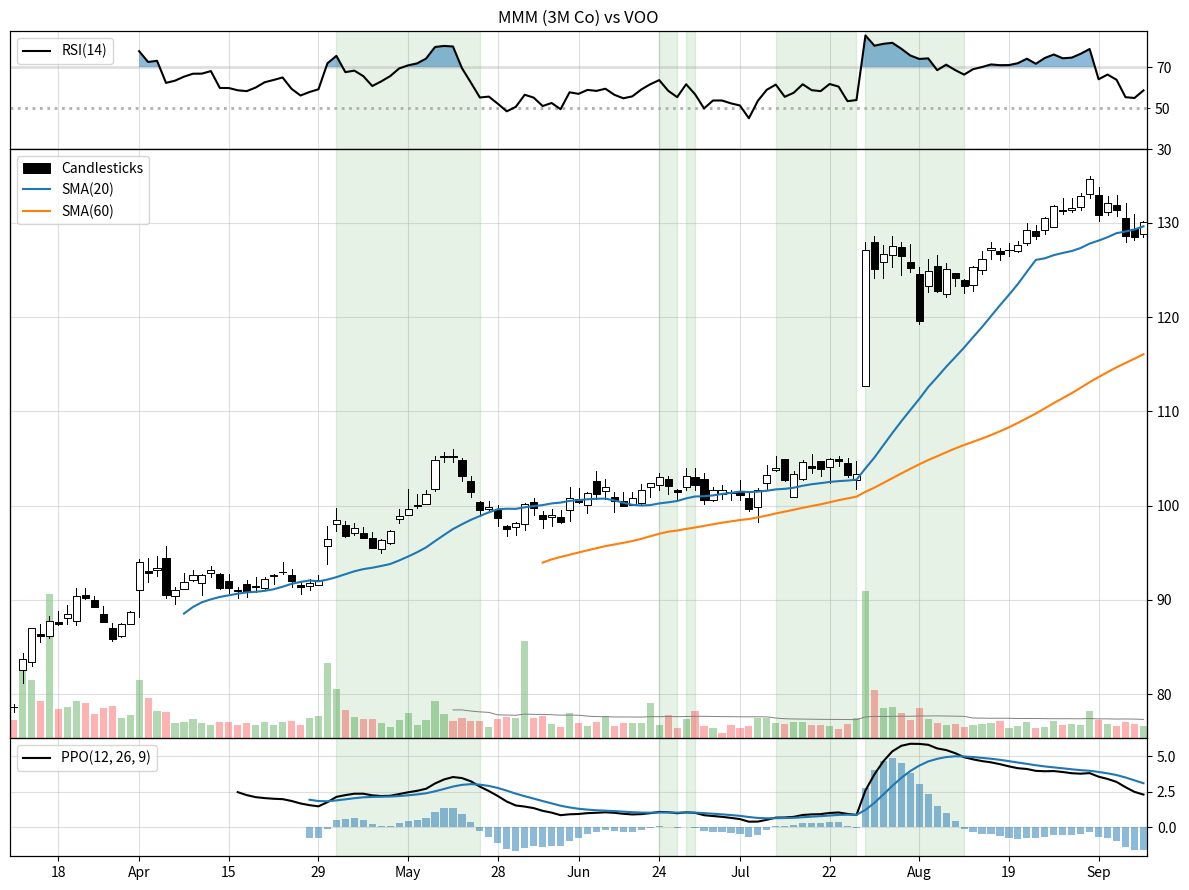 MMM (3M Co) vs VOO
RSI(14)
70
50
30
Candlesticks
SMA(20)
SMA(60)
130
120
110
100
90
80
PPO(12, 26, 9)
5.0
2.5
0.0
18 Apr 15 29 May 28 Jun 24 Jul 22 Aug 19 Sep